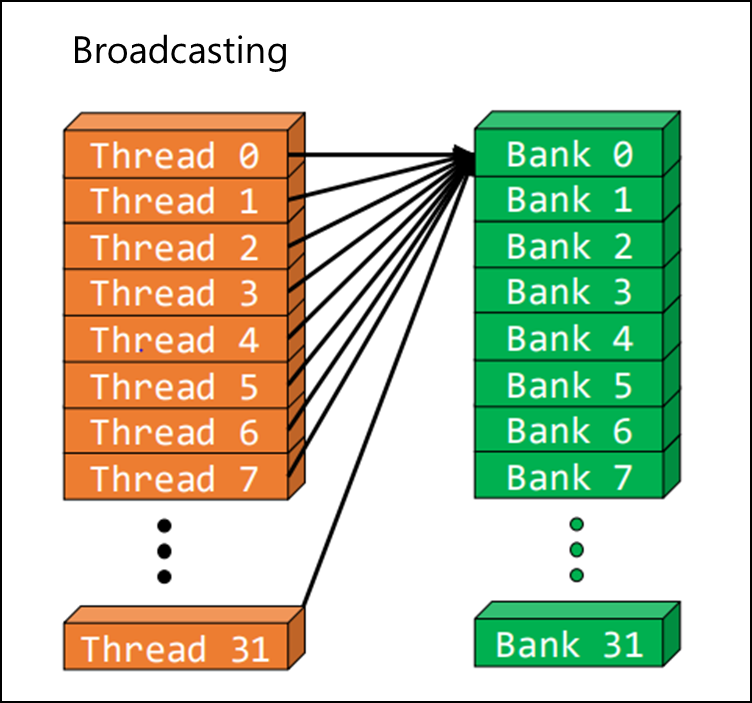 Broadcasting
Thread 0
Thread 1
Thread 2
Thread 3
Thread 4
Thread 5
Thread 6
Thread 7
Thread 31
Bank 0
Bank 1
Bank 2
Bank 3
Bank 4
Bank 5
Bank 6
Bank 7
Bank 31